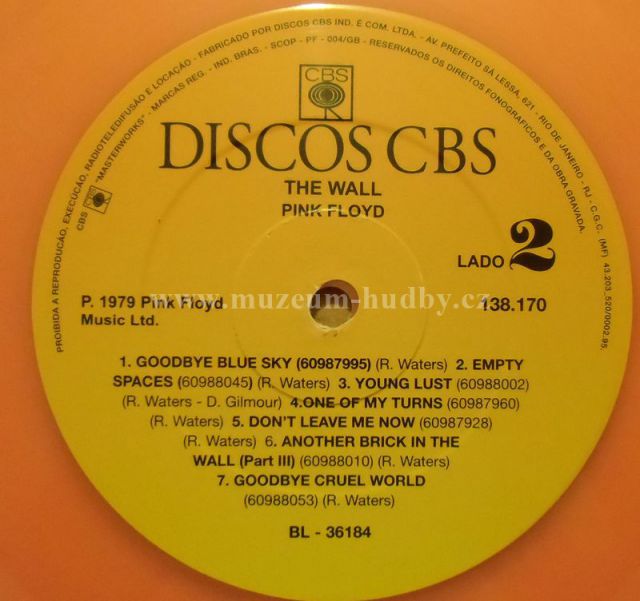 PROIBIDA A REPRODUÇÃO, EXECUÇÃO, RADIOTELEDIFUSÃO E LOCAÇÃO - FABRICADO POR DISCOS CBS IND. E COM. LTDA. - AV. PREFEITO SÁ LESSA, 621 - RIO DE JANEIRO - RJ - C.G.C. (MF) 43.203.520/0002-95.
CBS "MASTERWORKS" - MARCAS REG. - IND. BRAS. - SCDP - PF - 004/GB - RESERVADOS OS DIREITOS FONOGRÁFICOS E DA OBRA GRAVADA.
CBS
DISCOS CBS
THE WALL
PINK FLOYD
LADO 2
P. 1979 Pink Floyd
Music Ltd.
138.170
www.muzeum-hudby.cz
1. GOODBYE BLUE SKY (60987995) (R. Waters) 2. EMPTY
SPACES (60988045) (R. Waters) 3. YOUNG LUST (60988002)
(R. Waters - D. Gilmour) 4.ONE OF MY TURNS (60987960)
(R. Waters) 5. DON'T LEAVE ME NOW (60987928)
(R. Waters) 6. ANOTHER BRICK IN THE
WALL (Part III) (60988010) (R. Waters)
7. GOODBYE CRUEL WORLD
(60988053) (R. Waters)
BL - 36184